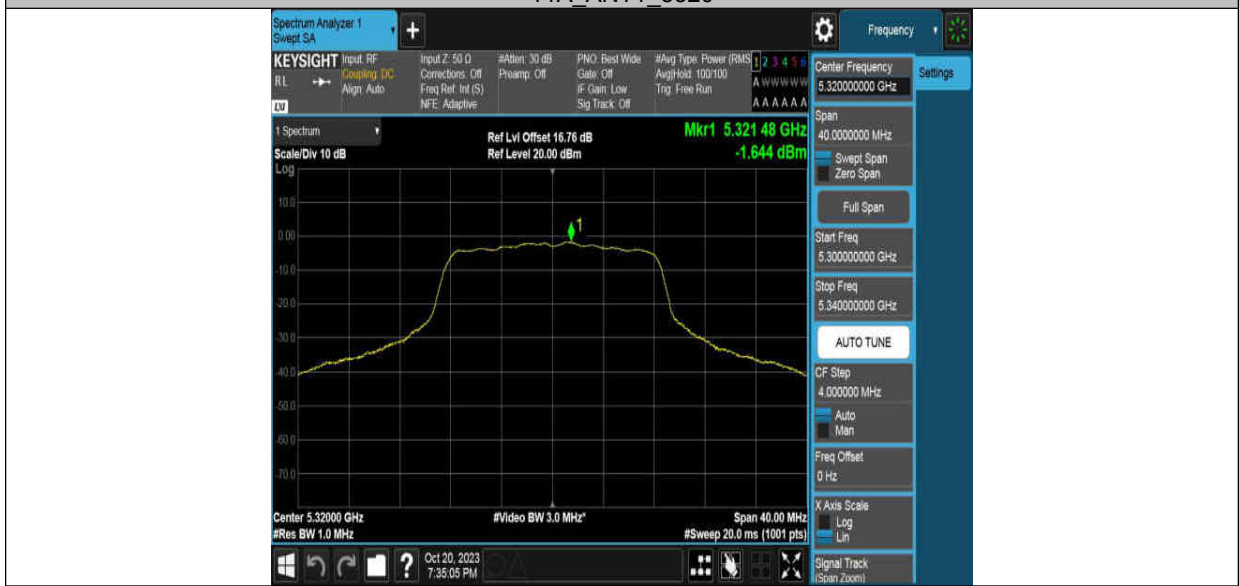 Spectrum Analyzer 1
Swept SA
+
Frequency
KEYSIGHT
RL
Input: RF
Coupling: DC
Align: Auto
Input Z: 50 Ω
Corrections: Off
Freq Ref: Int (S)
NFE: Adaptive
#Atten: 30 dB
Preamp: Off
PNO: Best Wide
Gate: Off
IF Gain: Low
Sig Track: Off
#Avg Type: Power (RMS
Avg|Hold: 100/100
Trig: Free Run
1 2 3 4 5 6
A W W W W W
A A A A A A
1 Spectrum
Scale/Div 10 dB
Ref Lvl Offset 16.76 dB
Ref Level 20.00 dBm
Mkr1 5.321 48 GHz
-1.644 dBm
Log
10.0
0.00
-10.0
-20.0
-30.0
-40.0
-50.0
-60.0
-70.0
1
Center 5.32000 GHz
#Res BW 1.0 MHz
#Video BW 3.0 MHz*
Span 40.00 MHz
#Sweep 20.0 ms (1001 pts)
Oct 20, 2023
7:35:05 PM
Center Frequency
5.320000000 GHz
Settings
Span
40.0000000 MHz
Swept Span
Zero Span
Full Span
Start Freq
5.300000000 GHz
Stop Freq
5.340000000 GHz
AUTO TUNE
CF Step
4.000000 MHz
Auto
Man
Freq Offset
0 Hz
X Axis Scale
Log
Lin
Signal Track
(Span Zoom)